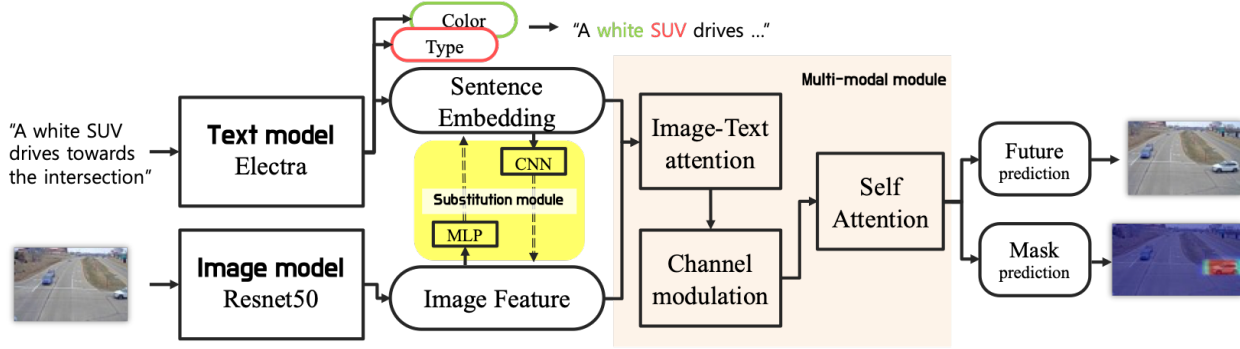 Color
Type
"A white SUV drives ..."
Multi-modal module
"A white SUV
drives towards
the intersection"
Text model
Electra
Sentence
Embedding
CNN
Substitution module
MLP
Image model
Resnet50
Image Feature
Image-Text
attention
Channel
modulation
Self
Attention
Future
prediction
Mask
prediction